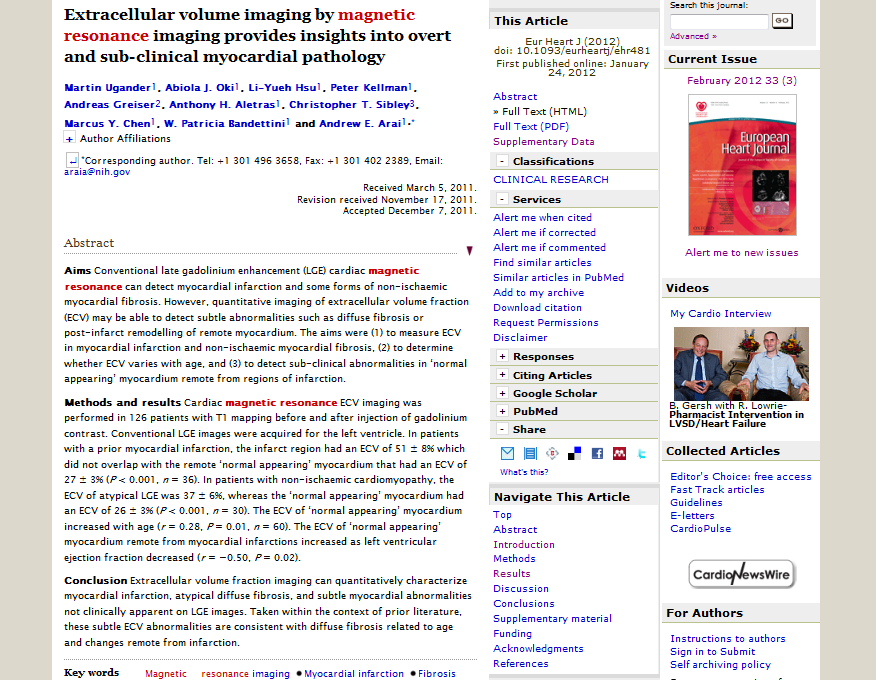 Extracellular volume imaging by magnetic
resonance imaging provides insights into overt
and sub-clinical myocardial pathology
Martin Ugander1, Abiola J. Oki1, Li-Yueh Hsu1, Peter Kellman1,
Andreas Greiser2, Anthony H. Aletras1, Christopher T. Sibley3,
Marcus Y. Chen1, W. Patricia Bandettini1 and Andrew E. Arai1,*
+ Author Affiliations
↵ *Corresponding author. Tel: +1 301 496 3658, Fax: +1 301 402 2389, Email:
araia@nih.gov
Received March 5, 2011.
Revision received November 17, 2011.
Accepted December 7, 2011.
Abstract
Aims Conventional late gadolinium enhancement (LGE) cardiac magnetic
resonance can detect myocardial infarction and some forms of non-ischaemic
myocardial fibrosis. However, quantitative imaging of extracellular volume fraction
(ECV) may be able to detect subtle abnormalities such as diffuse fibrosis or
post-infarct remodelling of remote myocardium. The aims were (1) to measure ECV
in myocardial infarction and non-ischaemic myocardial fibrosis, (2) to determine
whether ECV varies with age, and (3) to detect sub-clinical abnormalities in ‘normal
appearing’ myocardium remote from regions of infarction.
Methods and results Cardiac magnetic resonance ECV imaging was
performed in 126 patients with T1 mapping before and after injection of gadolinium
contrast. Conventional LGE images were acquired for the left ventricle. In patients
with a prior myocardial infarction, the infarct region had an ECV of 51 ± 8% which
did not overlap with the remote ‘normal appearing’ myocardium that had an ECV of
27 ± 3% (P < 0.001, n = 36). In patients with non-ischaemic cardiomyopathy, the
ECV of atypical LGE was 37 ± 6%, whereas the ‘normal appearing’ myocardium had
an ECV of 26 ± 3% (P < 0.001, n = 30). The ECV of ‘normal appearing’ myocardium
increased with age (r = 0.28, P = 0.01, n = 60). The ECV of ‘normal appearing’
myocardium remote from myocardial infarctions increased as left ventricular
ejection fraction decreased (r = −0.50, P = 0.02).
Conclusion Extracellular volume fraction imaging can quantitatively characterize
myocardial infarction, atypical diffuse fibrosis, and subtle myocardial abnormalities
not clinically apparent on LGE images. Taken within the context of prior literature,
these subtle ECV abnormalities are consistent with diffuse fibrosis related to age
and changes remote from infarction.
Key words Magnetic resonance imaging • Myocardial infarction • Fibrosis
This Article
Eur Heart J (2012)
doi: 10.1093/eurheartj/ehr481
First published online: January
24, 2012
Abstract
» Full Text (HTML)
Full Text (PDF)
Supplementary Data
- Classifications
CLINICAL RESEARCH
- Services
Alert me when cited
Alert me if corrected
Alert me if commented
Find similar articles
Similar articles in PubMed
Add to my archive
Download citation
Request Permissions
Disclaimer
+ Responses
+ Citing Articles
+ Google Scholar
+ PubMed
- Share
What's this?
Navigate This Article
Top
Abstract
Introduction
Methods
Results
Discussion
Conclusions
Supplementary material
Funding
Acknowledgments
References
Search this journal:
GO
Advanced »
Current Issue
February 2012 33 (3)
European
Heart Journal
Alert me to new issues
Videos
My Cardio Interview
B. Gersh with R. Lowrie-
Pharmacist Intervention in
LVSD/Heart Failure
Collected Articles
Editor's Choice: free access
Fast Track articles
Guidelines
E-letters
CardioPulse
CardioNewsWire
For Authors
Instructions to authors
Sign in to Submit
Self archiving policy